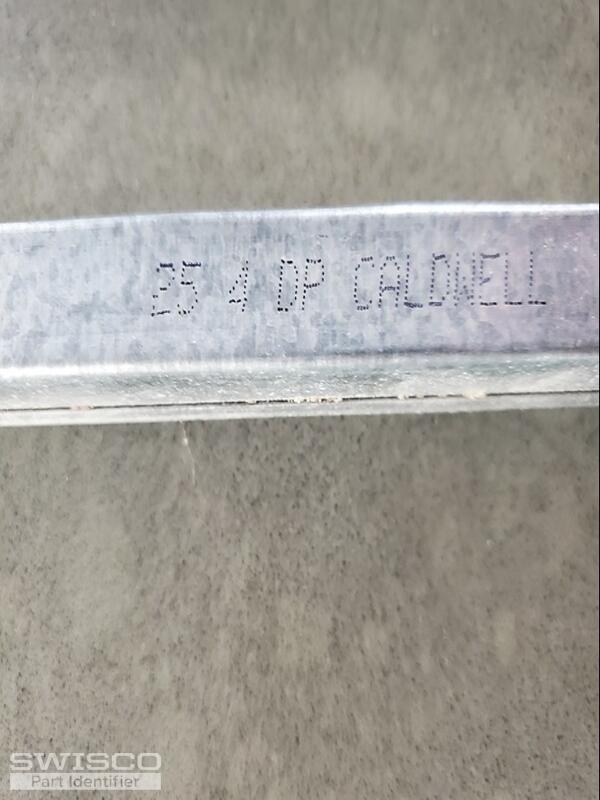 25 4 DP CALDWELL
SWISCO
Part Identifier